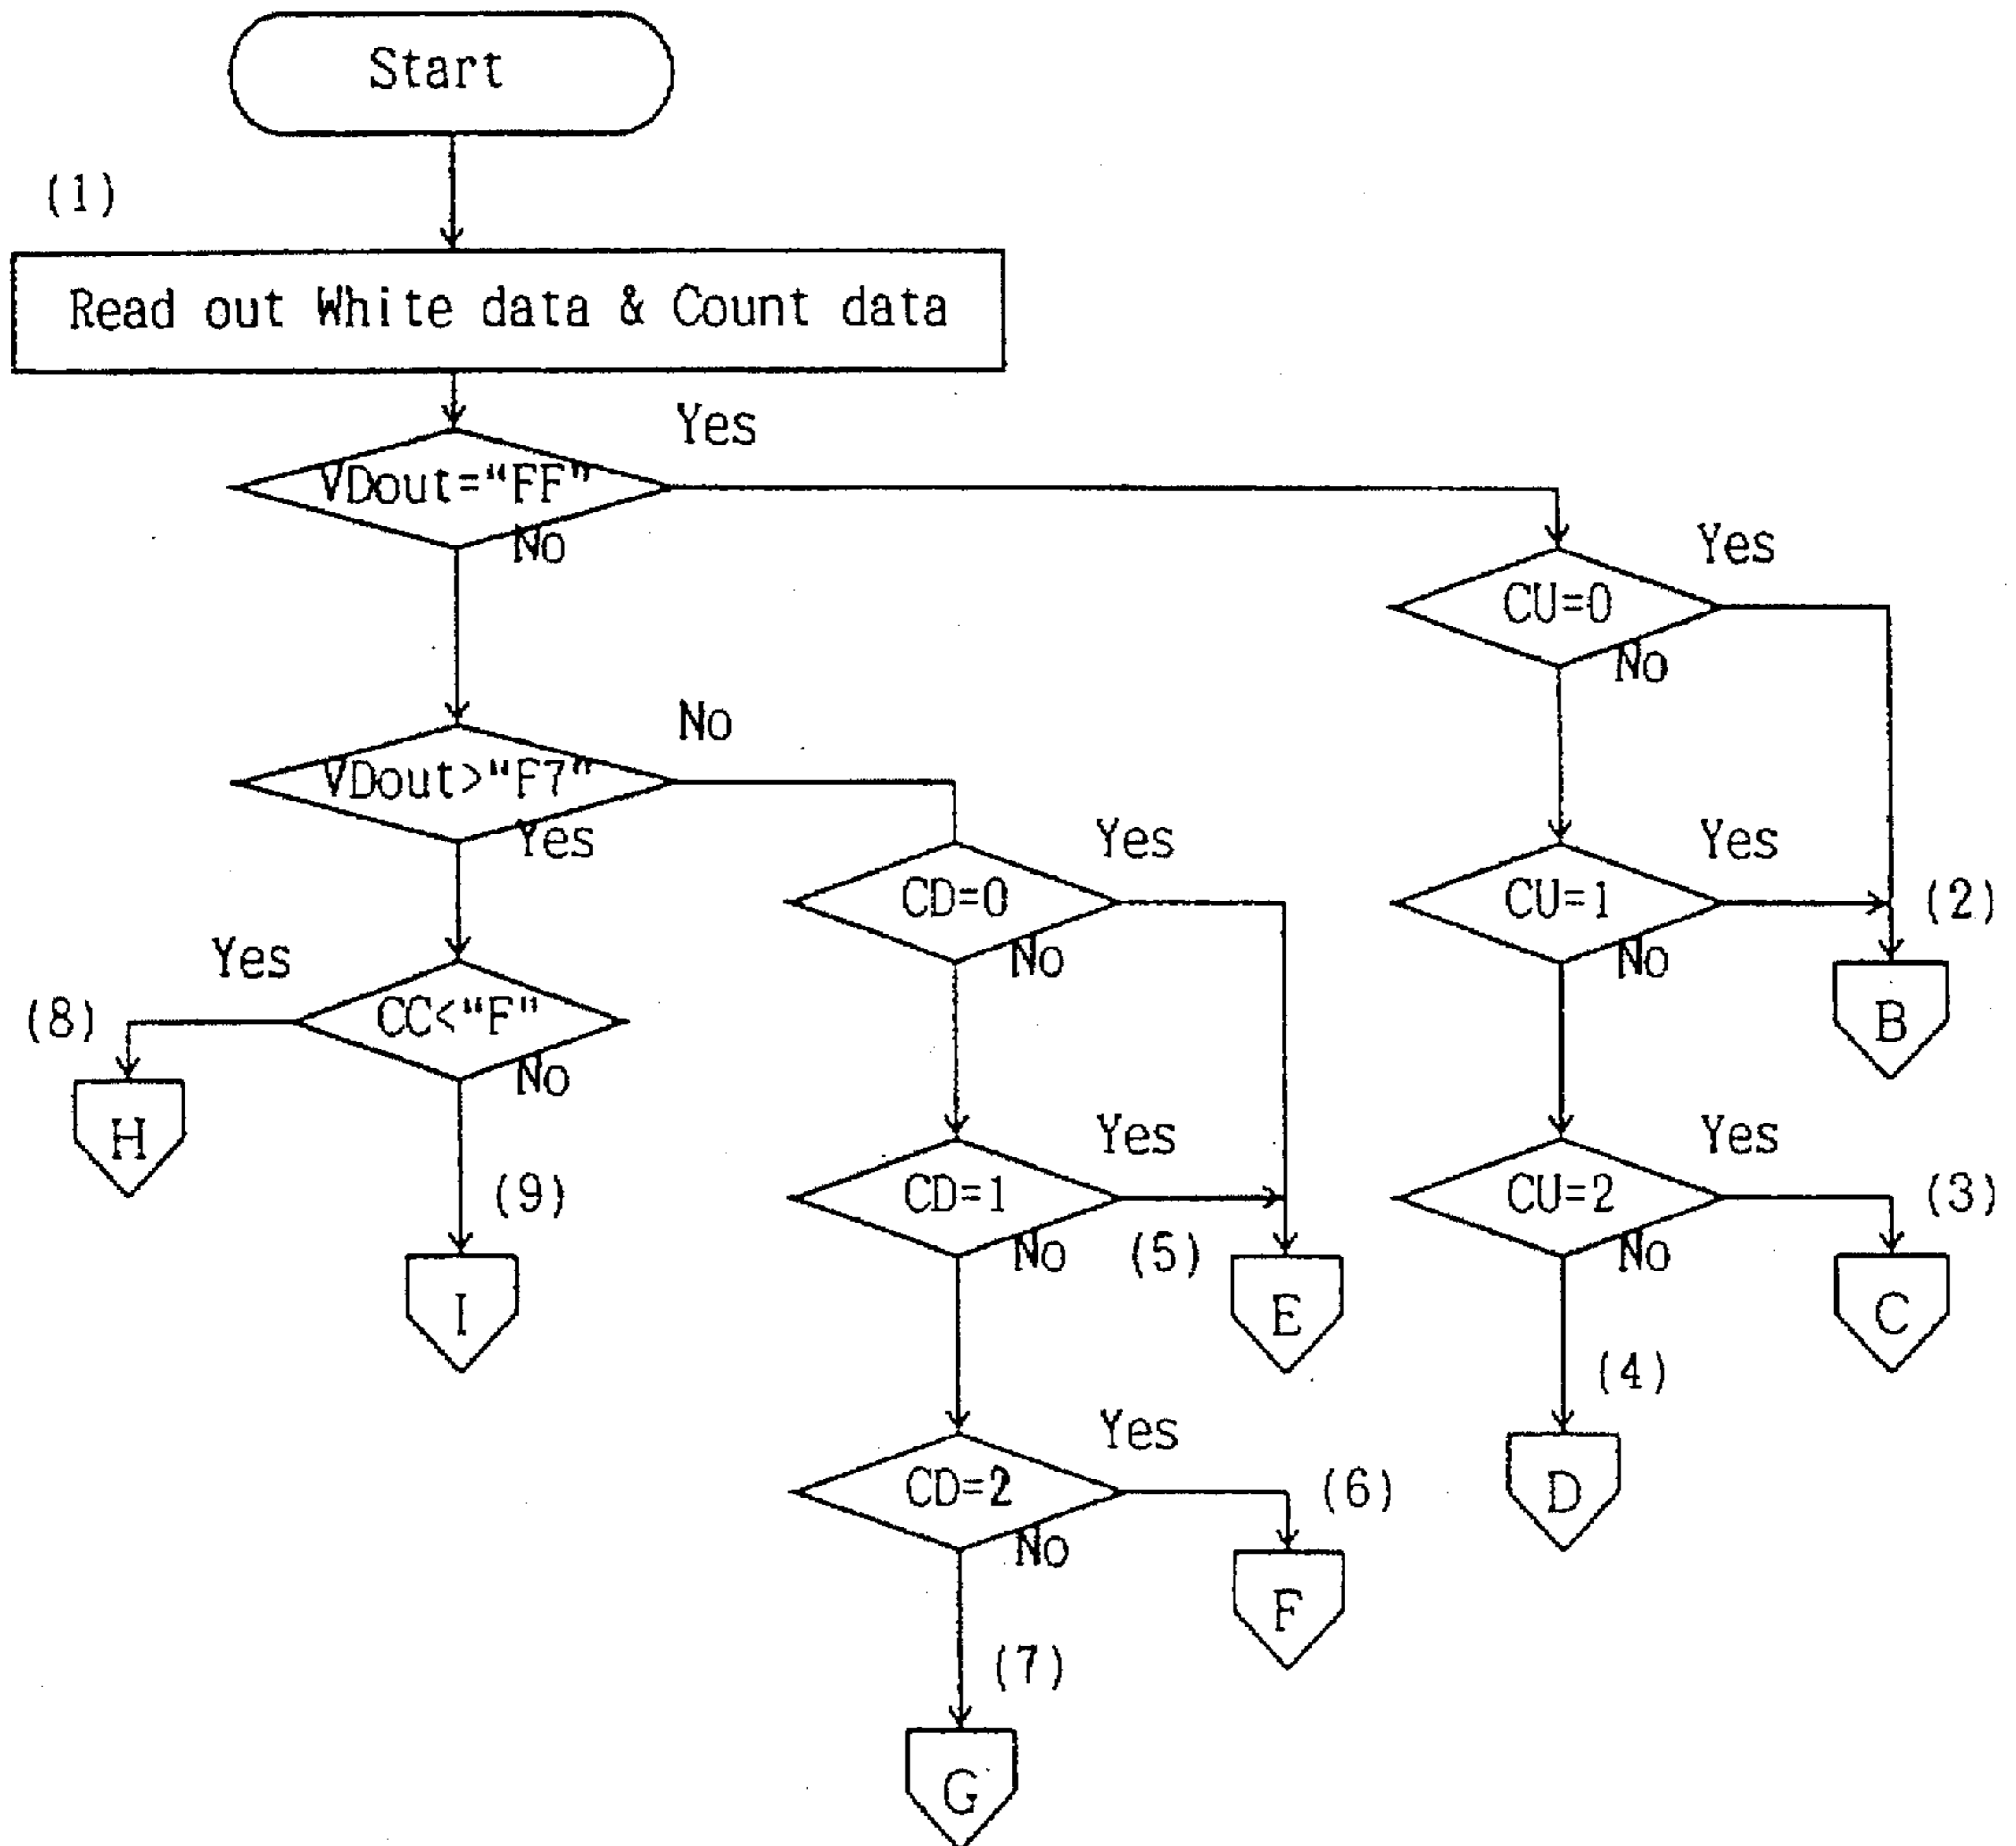 Start
(1)
Read out White data & Count data
Yes
VDout="FF"
No
Yes
CU=0
No
No
VDout>"F7"
Yes
Yes
CD=0
No
Yes
CU=1
No
(2)
B
Yes
(8)
CC<"F"
No
H
(9)
I
Yes
CD=1
No
(5)
E
Yes
CU=2
No
(3)
C
(4)
D
Yes
CD=2
No
(6)
F
(7)
G